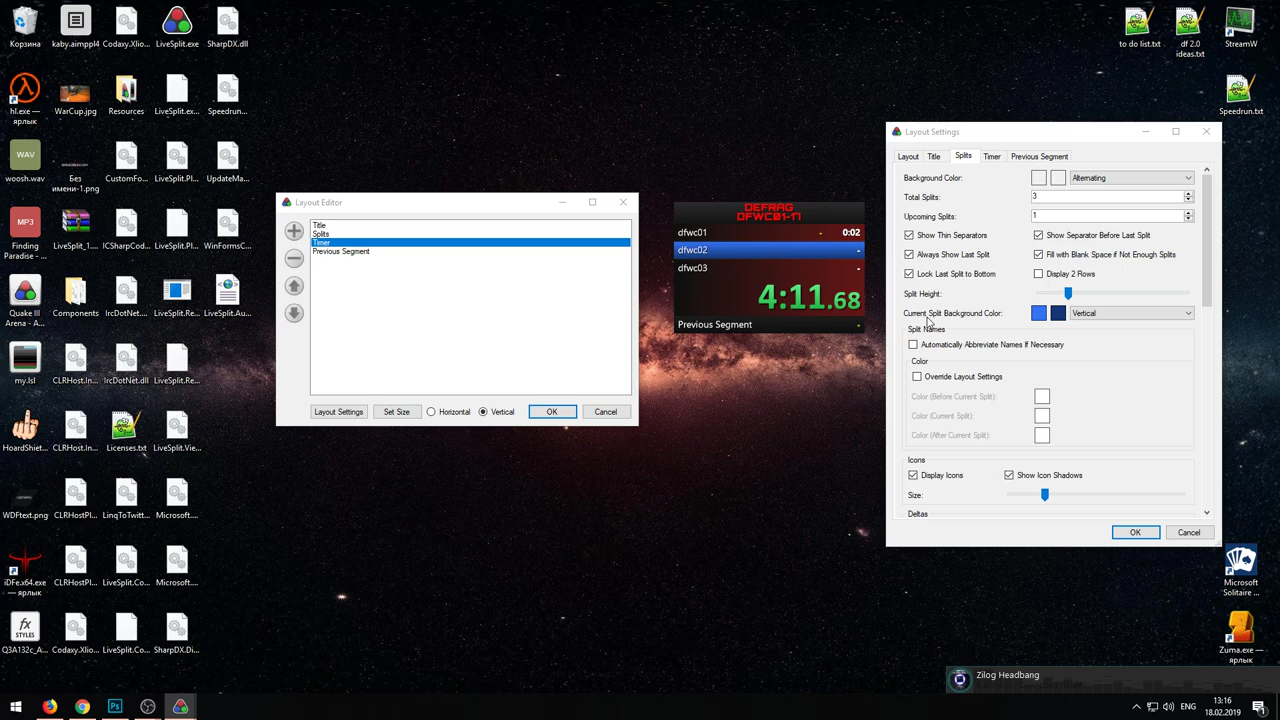 Корзина
kaby.aimppl4
Codaxy.Xlio...
LiveSplit.exe
SharpDX.dll
hl.exe —
ярлык
WarCup.jpg
Resources
LiveSplit.ex...
Speedrun...
WAV
woosh.wav
Без
имени-1.png
CustomFo...
LiveSplit.Pl...
UpdateMa...
MP3
Finding
Paradise -...
LiveSplit_1....
ICSharpCod...
LiveSplit.Pl...
WinFormsC...
Quake III
Arena - A...
Components
IrcDotNet....
LiveSplit.Re...
LiveSplit.Au...
my.lsl
CLRHost.In...
IrcDotNet.dll
LiveSplit.Re...
HoardShiet...
CLRHost.In...
Licenses.txt
LiveSplit.Vie...
WDFtext.png
CLRHostPl...
LinqToTwitt...
Microsoft....
iDFe.x64.exe
— ярлык
CLRHostPl...
LiveSplit.Co...
Microsoft....
fx
STYLES
Q3A132c_A...
Codaxy.Xlio...
LiveSplit.Co...
SharpDX.Di...
to do list.txt
df 2.0
ideas.txt
StreamW
Speedrun.txt
Microsoft
Solitaire ...
Zuma.exe —
ярлык
Layout Editor
Title
Splits
Timer
Previous Segment
Layout Settings
Set Size
Horizontal
Vertical
OK
Cancel
DEFRAG
DFWC01-17
dfwc01 - 0:02
dfwc02 -
dfwc03 -
4:11.68
Previous Segment -
Layout Settings
Layout
Title
Splits
Timer
Previous Segment
Background Color:
Alternating
Total Splits:
3
Upcoming Splits:
1
Show Thin Separators
Show Separator Before Last Split
Always Show Last Split
Fill with Blank Space if Not Enough Splits
Lock Last Split to Bottom
Display 2 Rows
Split Height:
Current Split Background Color:
Vertical
Split Names
Automatically Abbreviate Names If Necessary
Color
Override Layout Settings
Color (Before Current Split):
Color (Current Split):
Color (After Current Split):
Icons
Display Icons
Show Icon Shadows
Size:
Deltas
OK
Cancel
Zilog Headbang
Ps
ENG
13:16
18.02.2019
1